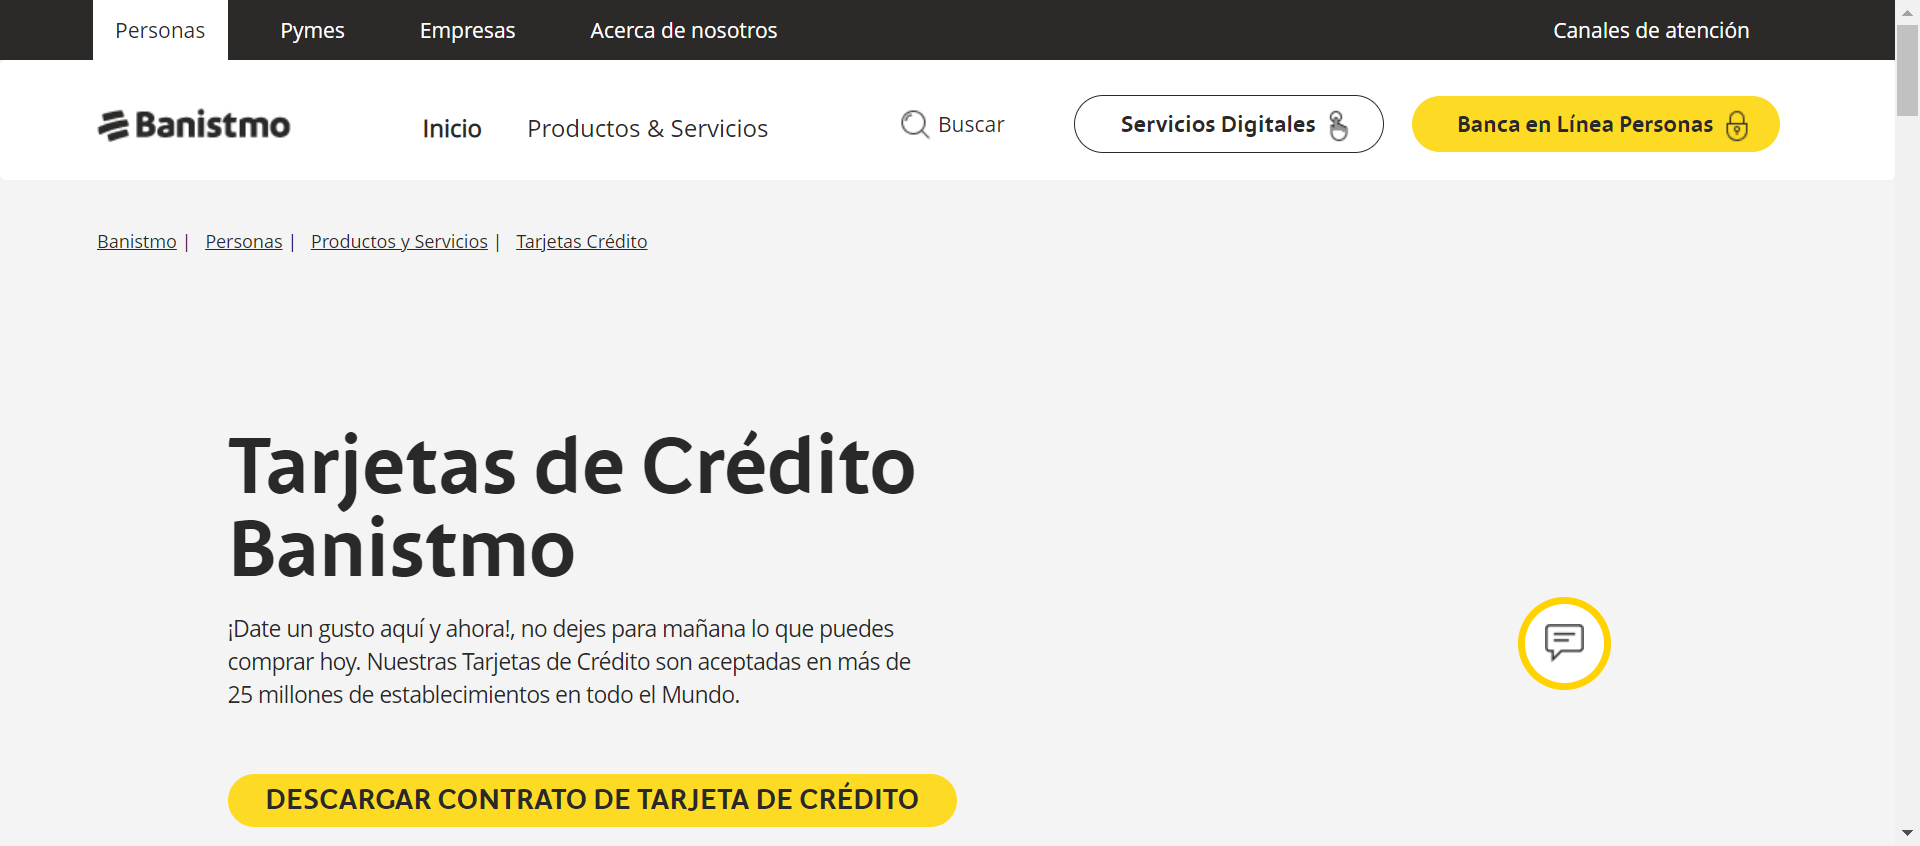 Personas
Pymes
Empresas
Acerca de nosotros
Canales de atención
Banistmo
Inicio
Productos & Servicios
Buscar
Servicios Digitales
Banca en Línea Personas
Banistmo | Personas | Productos y Servicios | Tarjetas Crédito
Tarjetas de Crédito
Banistmo
¡Date un gusto aquí y ahora!, no dejes para mañana lo que puedes
comprar hoy. Nuestras Tarjetas de Crédito son aceptadas en más de
25 millones de establecimientos en todo el Mundo.
DESCARGAR CONTRATO DE TARJETA DE CRÉDITO